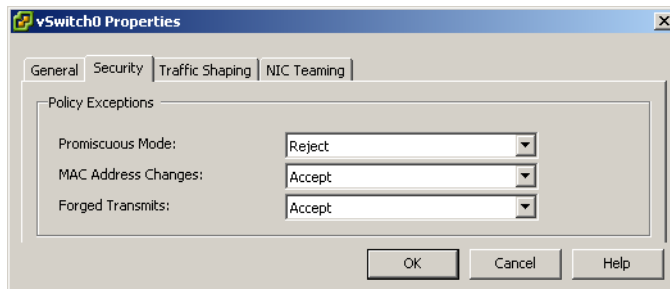 vSwitch0 Properties
General Security Traffic Shaping NIC Teaming
Policy Exceptions
Promiscuous Mode: Reject
MAC Address Changes: Accept
Forged Transmits: Accept
OK Cancel Help